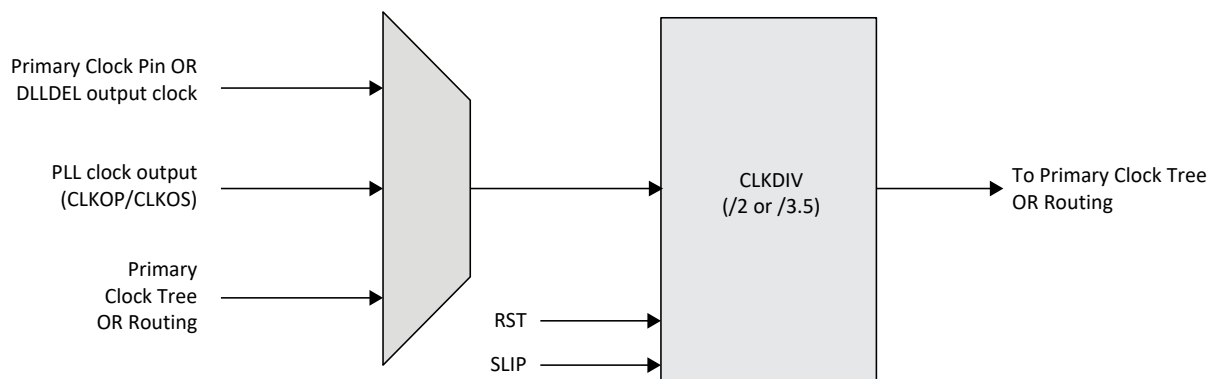 Primary Clock Pin OR
DLLDEL output clock
PLL clock output
(CLKOP/CLKOS)
Primary
Clock Tree
OR Routing
RST
SLIP
CLKDIV
(/2 or /3.5)
To Primary Clock Tree
OR Routing